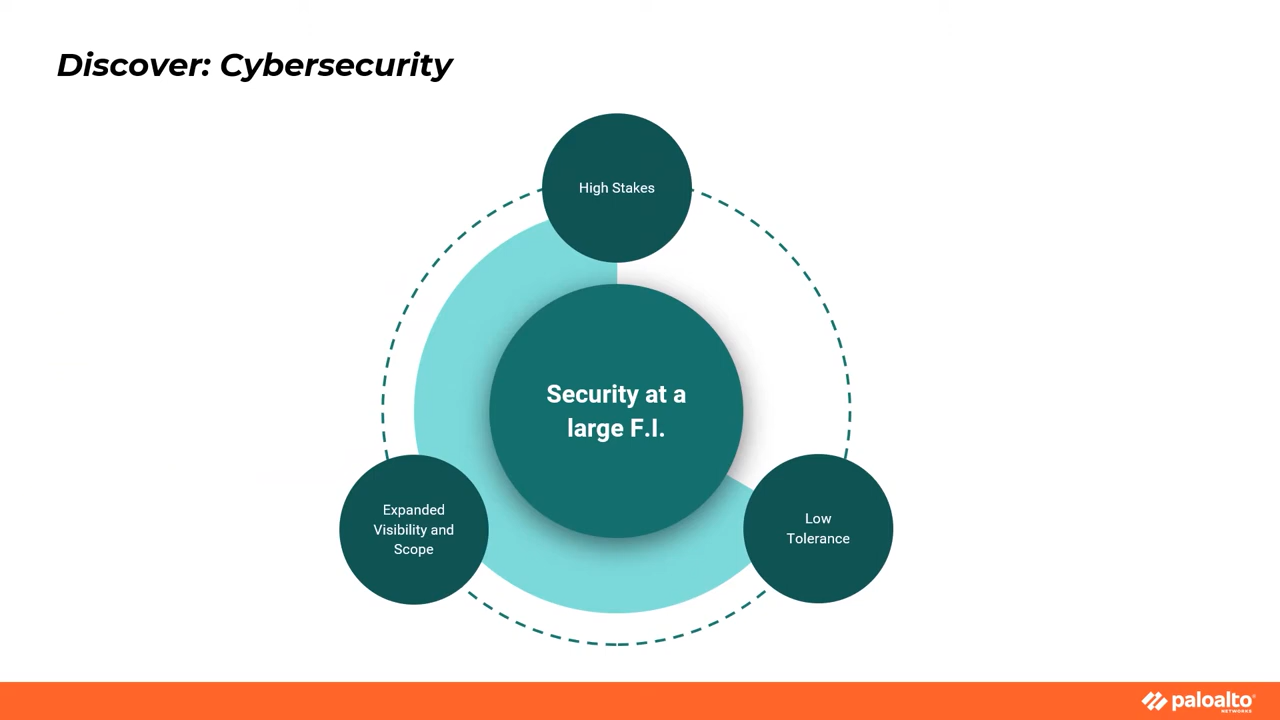 Discover: Cybersecurity
High Stakes
Security at a
large F.I.
Expanded
Visibility and
Scope
Low
Tolerance
paloalto®
NETWORKS